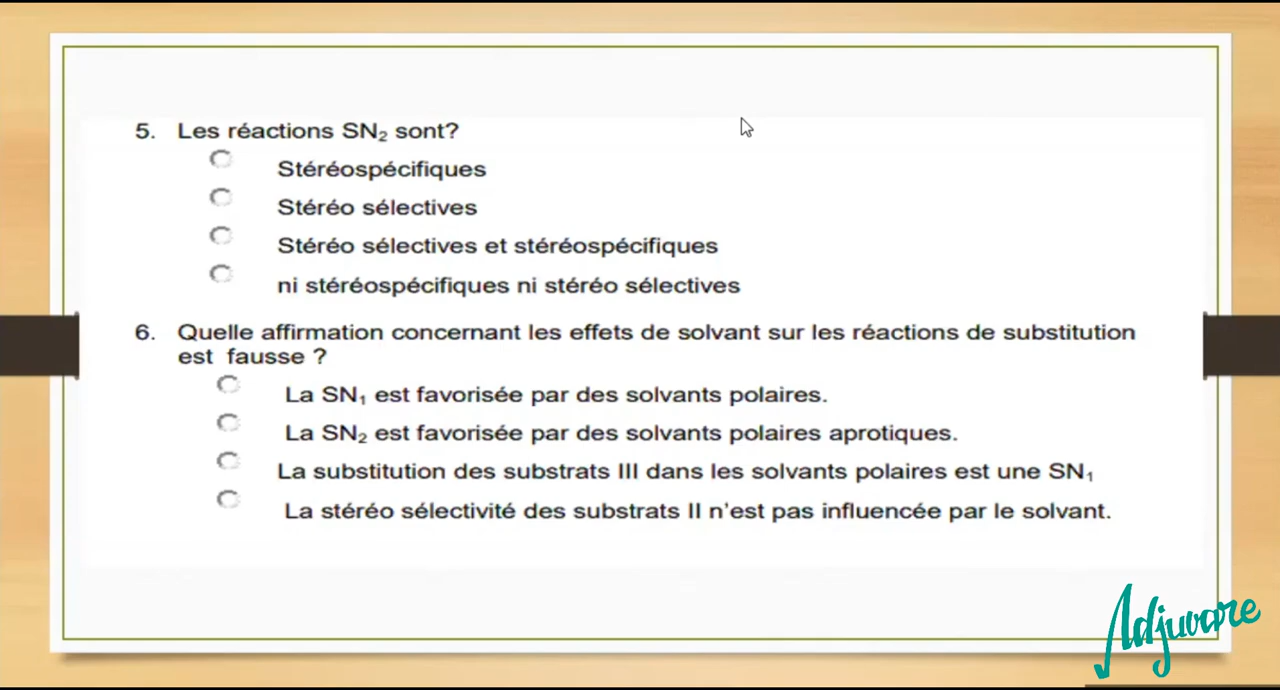 5. Les réactions SN₂ sont?
Stéréospécifiques
Stéréo sélectives
Stéréo sélectives et stéréospécifiques
ni stéréospécifiques ni stéréo sélectives
6. Quelle affirmation concernant les effets de solvant sur les réactions de substitution
est fausse ?
La SN₁ est favorisée par des solvants polaires.
La SN₂ est favorisée par des solvants polaires aprotiques.
La substitution des substrats III dans les solvants polaires est une SN₁
La stéréo sélectivité des substrats II n'est pas influencée par le solvant.
Adjuvare